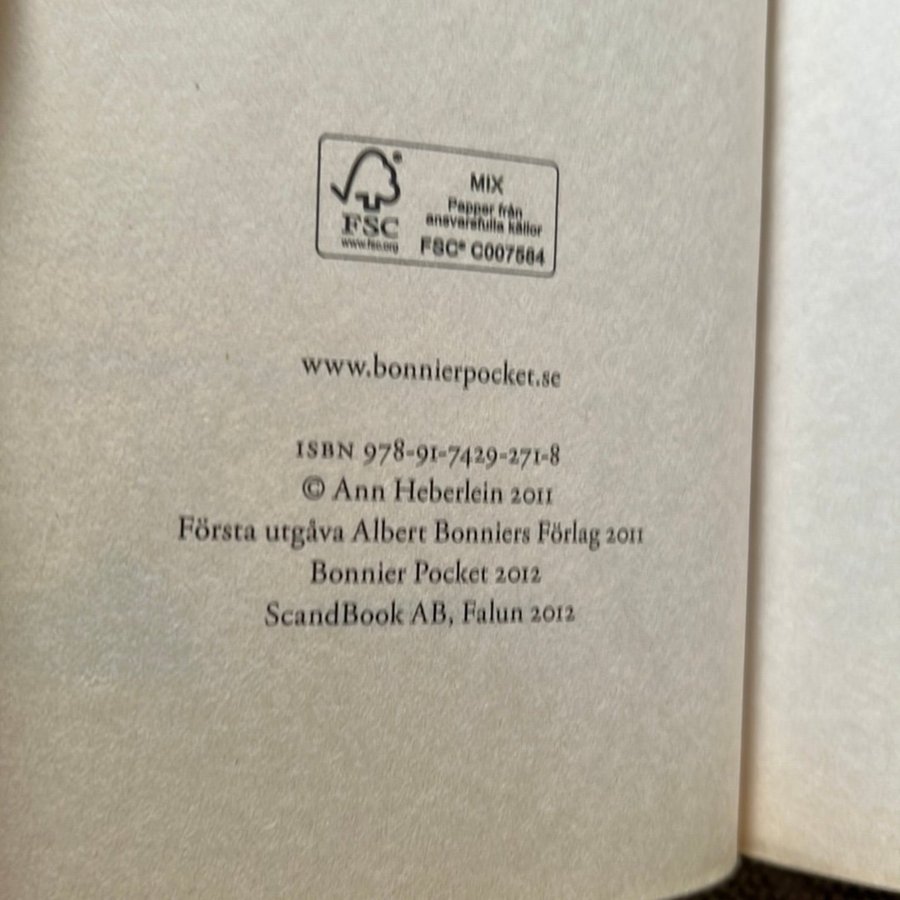 FSC
www.fsc.org
MIX
Papper från
ansvarsfulla källor
FSC® C007584
www.bonnierpocket.se
ISBN 978-91-7429-271-8
© Ann Heberlein 2011
Första utgåva Albert Bonniers Förlag 2011
Bonnier Pocket 2012
ScandBook AB, Falun 2012